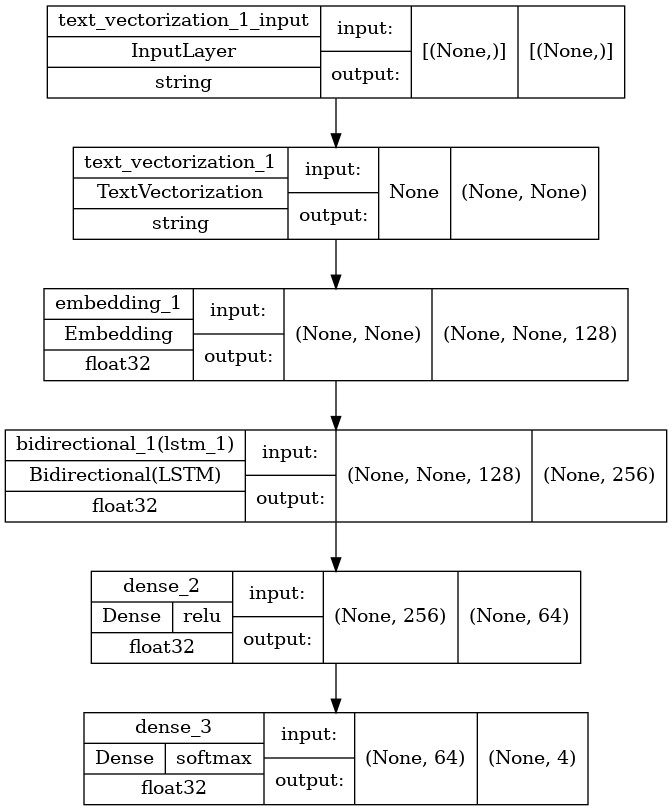 text_vectorization_1_input
InputLayer
string
input:
output:
[(None,)]
[(None,)]
text_vectorization_1
TextVectorization
string
input:
output:
None
(None, None)
embedding_1
Embedding
float32
input:
output:
(None, None)
(None, None, 128)
bidirectional_1(lstm_1)
Bidirectional(LSTM)
float32
input:
output:
(None, None, 128)
(None, 256)
dense_2
Dense
relu
float32
input:
output:
(None, 256)
(None, 64)
dense_3
Dense
softmax
float32
input:
output:
(None, 64)
(None, 4)